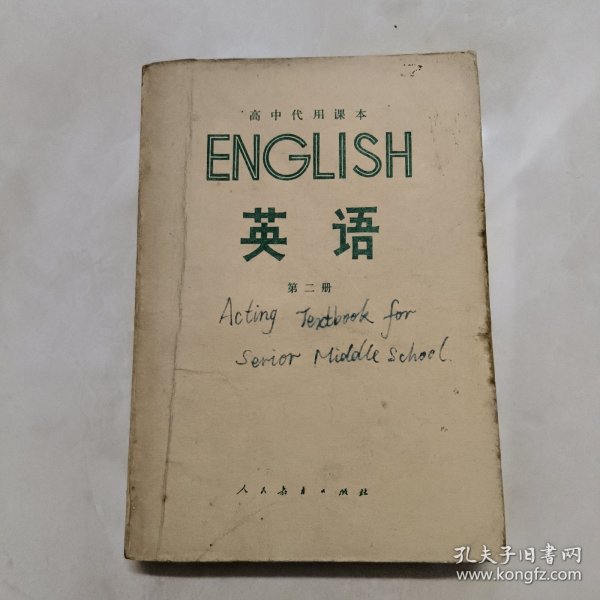 高中代用课本
ENGLISH
英语
第二册
Acting Textbook for
Serior Middle School.
人民教育出版社
孔夫子旧书网
www.kongfz.com